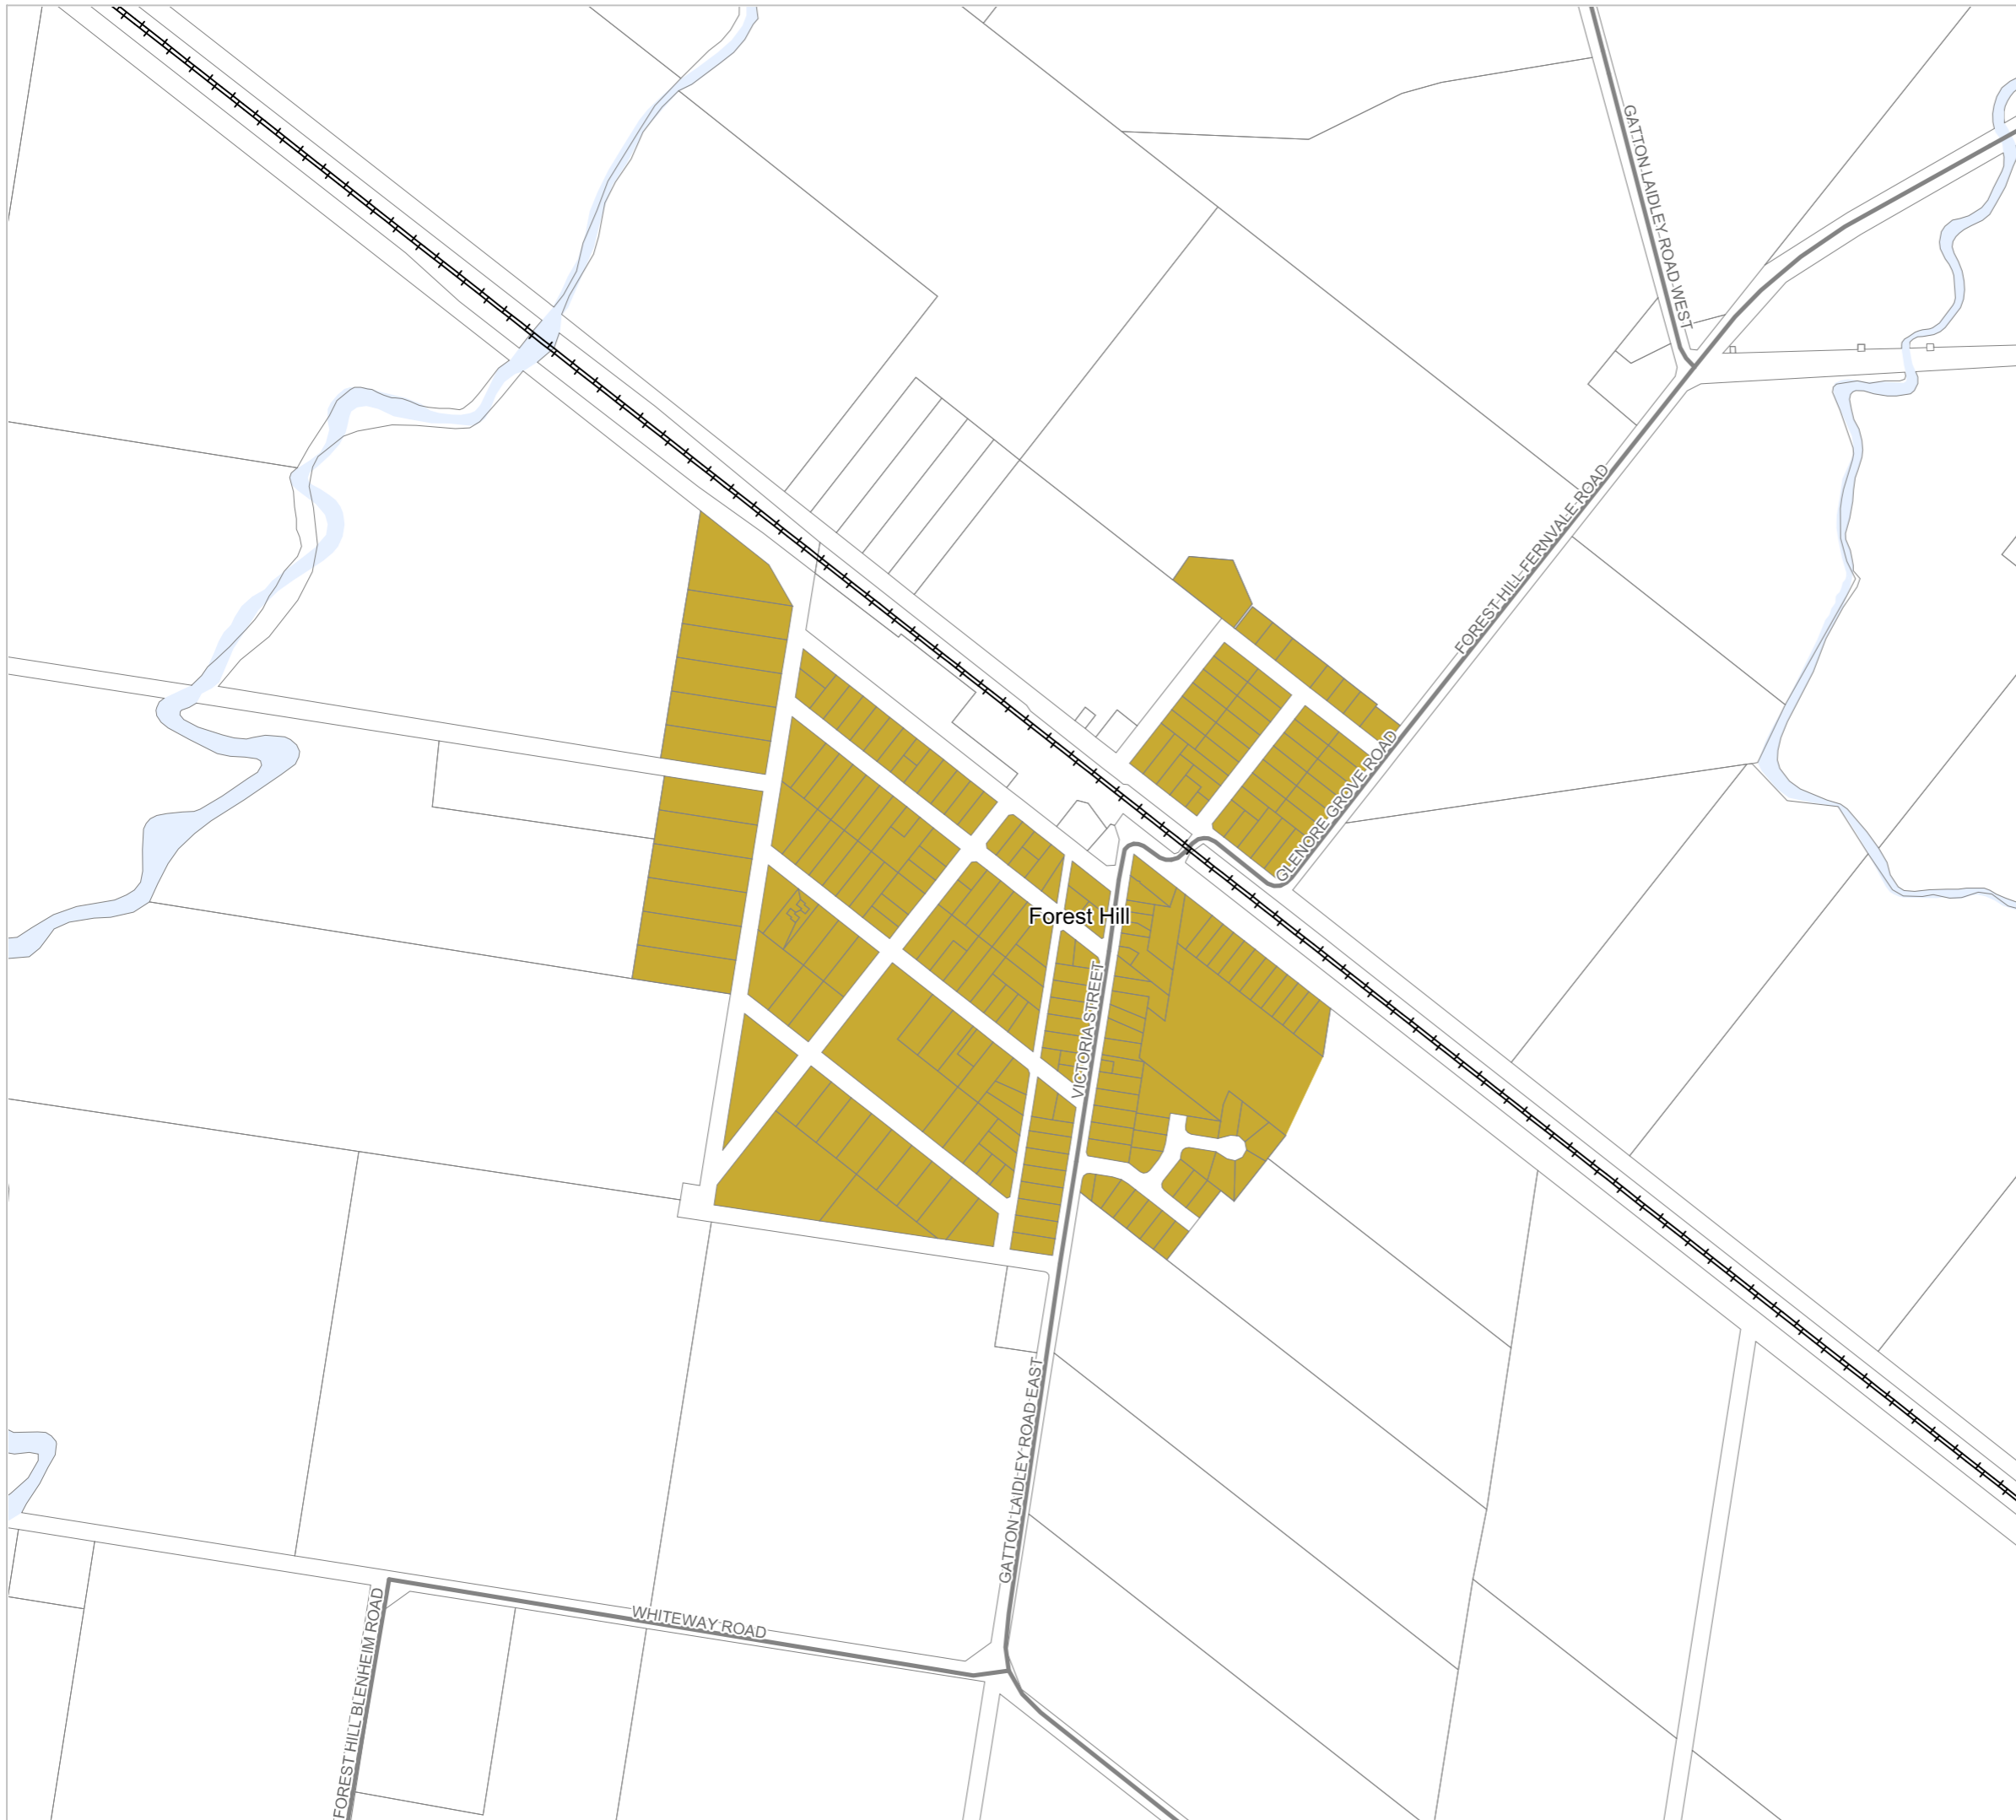 GATTON LAIDLEY ROAD WEST
FOREST HILL FERNVALE ROAD
GLENORE GROVE ROAD
Forest Hill
VICTORIA STREET
GATTON LAIDLEY ROAD EAST
WHITEWAY ROAD
FOREST HILL BLENHEIM ROAD